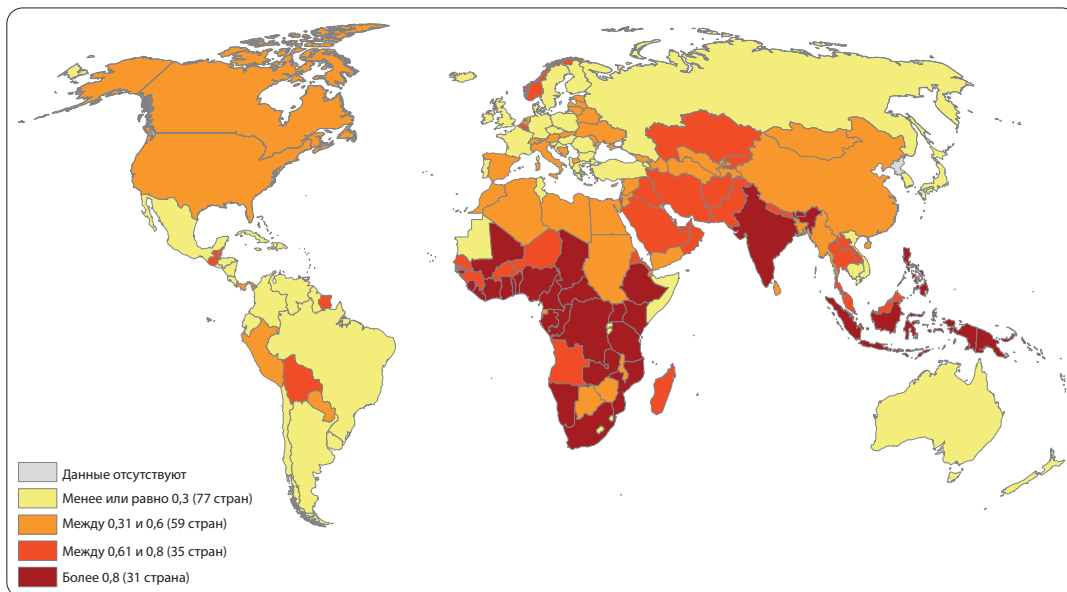 Данные отсутствуют
Менее или равно 0,3 (77 стран)
Между 0,31 и 0,6 (59 стран)
Между 0,61 и 0,8 (35 стран)
Более 0,8 (31 страна)